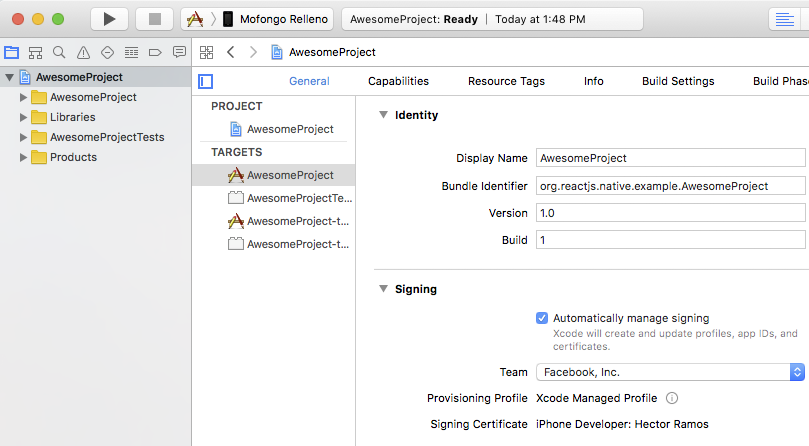 Mofongo Relleno
AwesomeProject: Ready | Today at 1:48 PM
AwesomeProject
AwesomeProject
AwesomeProject
Libraries
AwesomeProjectTests
Products
General Capabilities Resource Tags Info Build Settings Build Phas
PROJECT
AwesomeProject
TARGETS
AwesomeProject
AwesomeProjectTe...
AwesomeProject-t...
AwesomeProject-t...
Identity
Display Name AwesomeProject
Bundle Identifier org.reactjs.native.example.AwesomeProject
Version 1.0
Build 1
Signing
Automatically manage signing
Xcode will create and update profiles, app IDs, and
certificates.
Team Facebook, Inc.
Provisioning Profile Xcode Managed Profile
Signing Certificate iPhone Developer: Hector Ramos